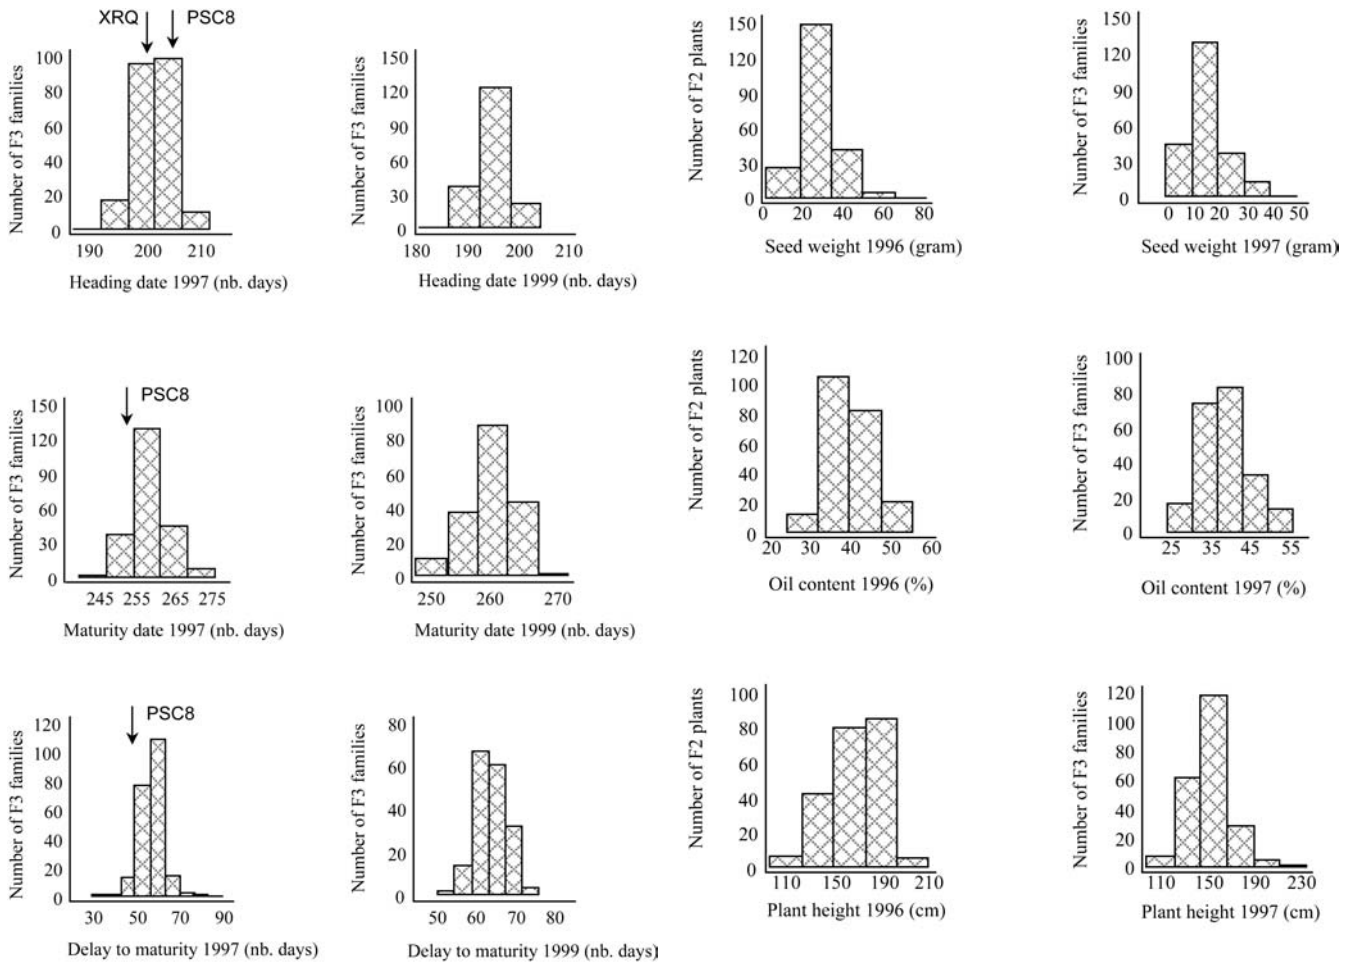 XRQ PSC8
Number of F3 families
100
80
60
40
20
0
190 200 210
Heading date 1997 (nb. days)
Number of F3 families
150
120
90
60
30
0
180 190 200 210
Heading date 1999 (nb. days)
Number of F2 plants
150
120
90
60
30
0
0 20 40 60 80
Seed weight 1996 (gram)
Number of F3 families
150
120
90
60
30
0
0 10 20 30 40 50
Seed weight 1997 (gram)
PSC8
Number of F3 families
150
120
90
60
30
0
245 255 265 275
Maturity date 1997 (nb. days)
Number of F3 families
100
80
60
40
20
0
250 260 270
Maturity date 1999 (nb. days)
Number of F2 plants
120
100
80
60
40
20
0
20 30 40 50 60
Oil content 1996 (%)
Number of F3 families
100
80
60
40
20
0
25 35 45 55
Oil content 1997 (%)
PSC8
Number of F3 families
120
100
80
60
40
20
0
30 50 70 90
Delay to maturity 1997 (nb. days)
Number of F3 families
80
60
40
20
0
50 60 70 80
Delay to maturity 1999 (nb. days)
Number of F2 plants
100
80
60
40
20
0
110 150 190 210
Plant height 1996 (cm)
Number of F3 families
120
100
80
60
40
20
0
110 150 190 230
Plant height 1997 (cm)